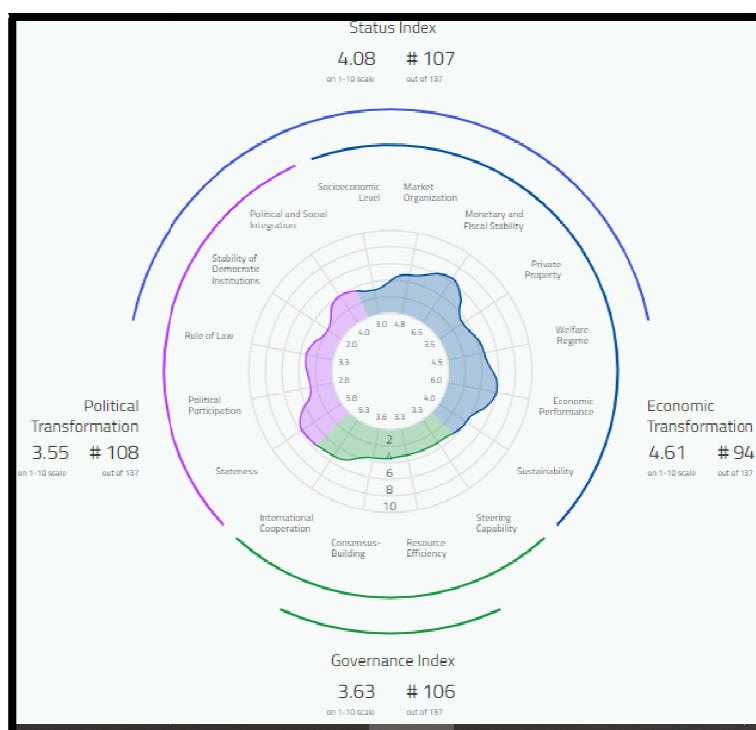 Status Index
4.08 # 107
on 1-10 scale out of 137
Socioeconomic
Level
Market
Organization
Political and Social
Integration
Monetary and
Fiscal Stability
Stability of
Democratic
Institutions
Private
Property
Rule of Law
Welfare
Regime
Political
Participation
Economic
Performance
Stateness
Sustainability
International
Cooperation
Steering
Capability
Consensus-
Building
Resource
Efficiency
3.0 4.8
4.0 6.5
2.0 3.5
3.3 4.5
2.8 6.0
5.8 4.0
5.3 3.6 3.3 3.3
2
4
6
8
10
Political
Transformation
3.55 # 108
on 1-10 scale out of 137
Economic
Transformation
4.61 # 94
on 1-10 scale out of 137
Governance Index
3.63 # 106
on 1-10 scale out of 137